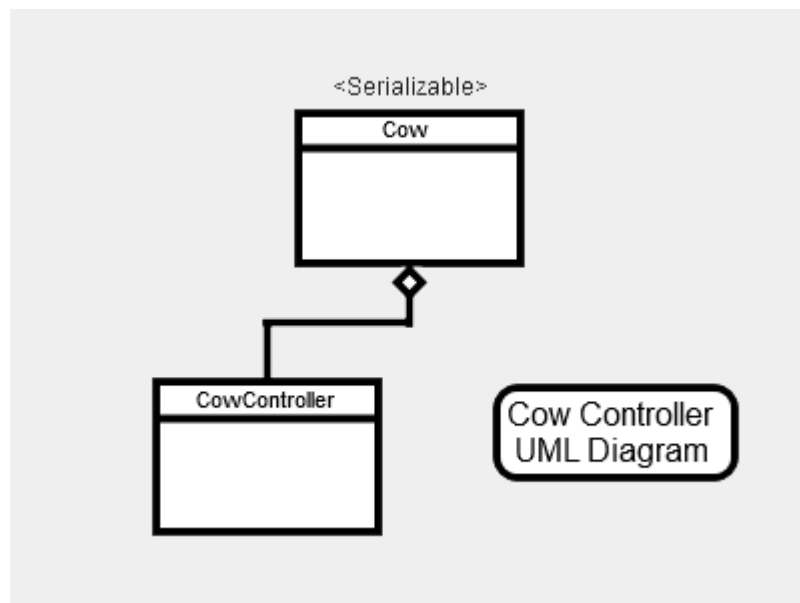 <Serializable>
Cow
CowController
Cow Controller
UML Diagram